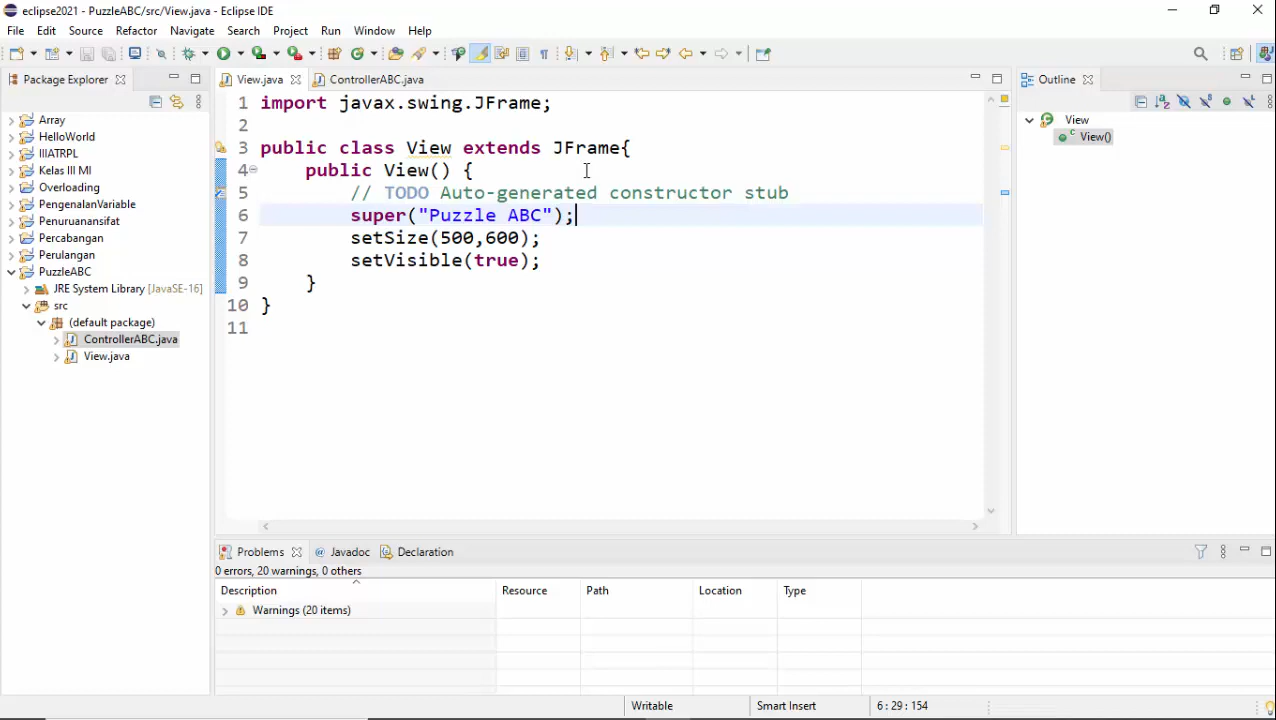 eclipse2021 - PuzzleABC/src/View.java - Eclipse IDE
File Edit Source Refactor Navigate Search Project Run Window Help
Package Explorer
View.java
ControllerABC.java
Outline
Array
HelloWorld
IIIATRPL
Kelas III MI
Overloading
PengenalanVariable
Penuruanansifat
Percabangan
Perulangan
PuzzleABC
JRE System Library [JavaSE-16]
src
(default package)
ControllerABC.java
View.java
1 import javax.swing.JFrame;
2
3 public class View extends JFrame{
4 public View() {
5 // TODO Auto-generated constructor stub
6 super("Puzzle ABC");
7 setSize(500,600);
8 setVisible(true);
9 }
10 }
11
View
View()
Problems
Javadoc
Declaration
0 errors, 20 warnings, 0 others
Description Resource Path Location Type
Warnings (20 items)
Writable Smart Insert 6 : 29 : 154